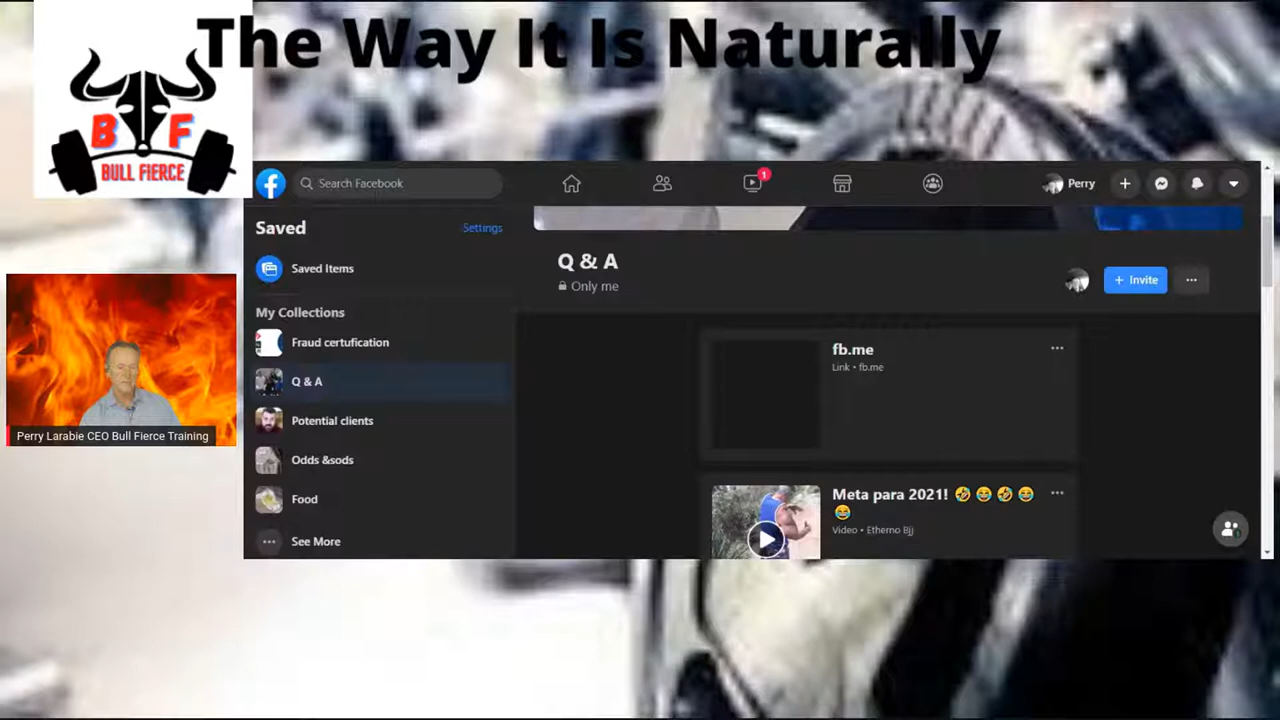 The Way It Is Naturally
B F
BULL FIERCE
Search Facebook
1
Perry
Saved
Settings
Saved Items
My Collections
Fraud certufication
Q & A
Potential clients
Odds &sods
Food
See More
Q & A
Only me
+ Invite
fb.me
Link • fb.me
Meta para 2021! 🤣 😂 🤣 😂
😂
Video • Etherno Bjj
Perry Larabie CEO Bull Fierce Training